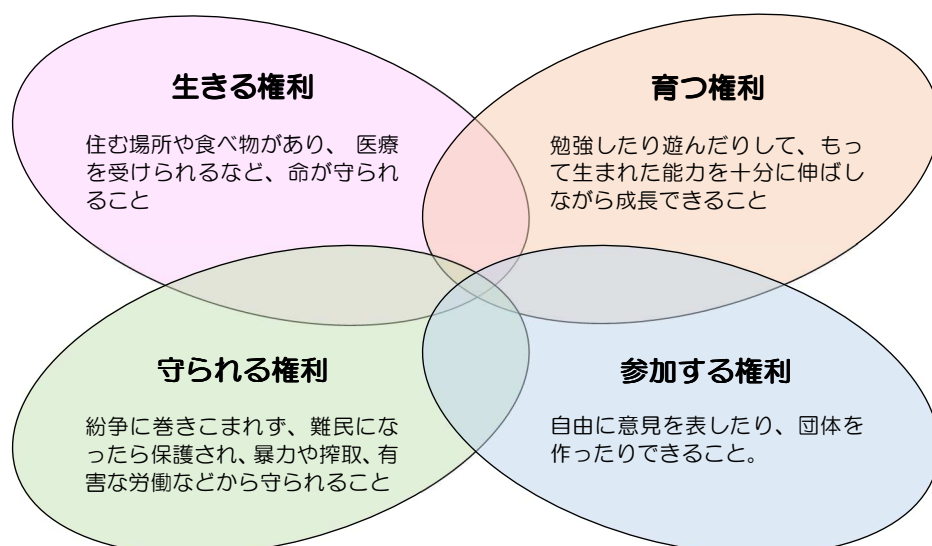 生きる権利
住む場所や食べ物があり、 医療
を受けられるなど、命が守られ
ること
育つ権利
勉強したり遊んだりして、もっ
て生まれた能力を十分に伸ばし
ながら成長できること
守られる権利
紛争に巻きこまれず、難民にな
ったら保護され、暴力や搾取、有
害な労働などから守られること
参加する権利
自由に意見を表したり、団体を
作ったりできること。